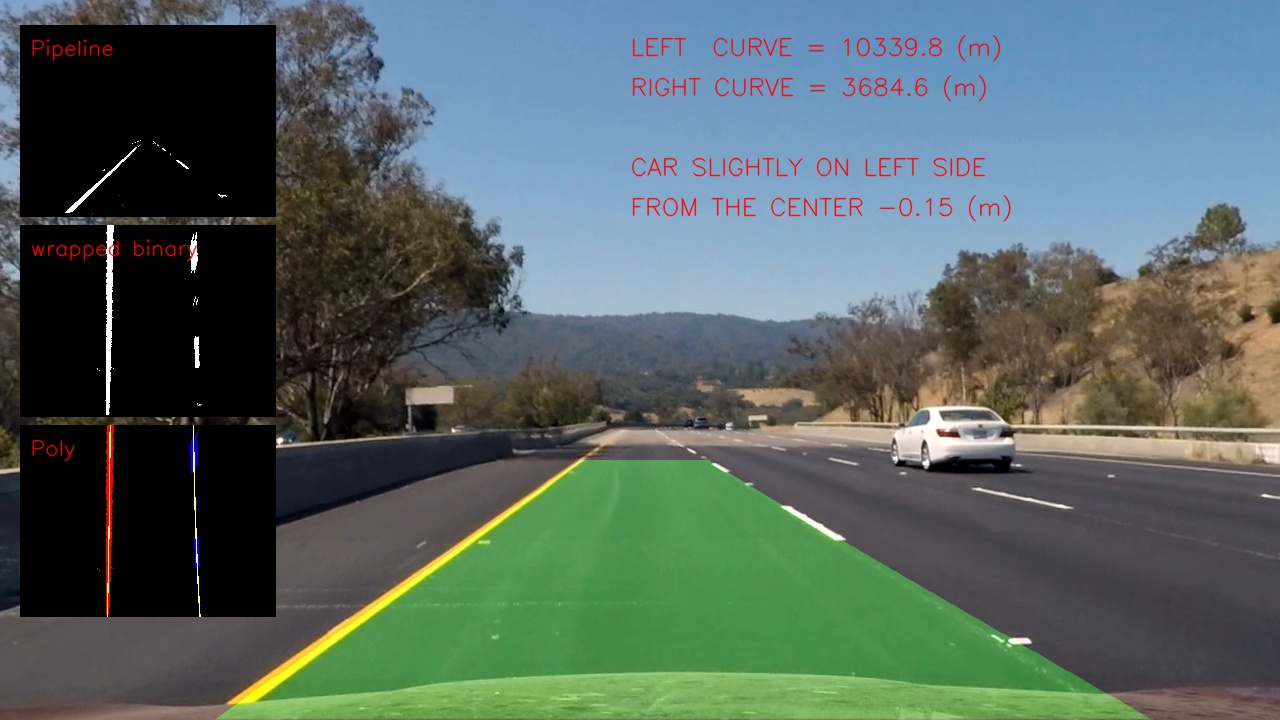 Pipeline
wrapped binary
Poly
LEFT CURVE = 10339.8 (m)
RIGHT CURVE = 3684.6 (m)
CAR SLIGHTLY ON LEFT SIDE
FROM THE CENTER −0.15 (m)